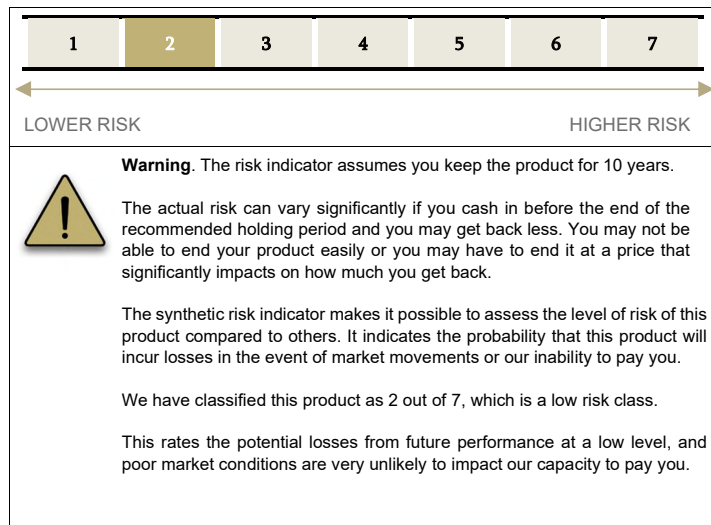 1 2 3 4 5 6 7
LOWER RISK HIGHER RISK
Warning. The risk indicator assumes you keep the product for 10 years.
The actual risk can vary significantly if you cash in before the end of the
recommended holding period and you may get back less. You may not be
able to end your product easily or you may have to end it at a price that
significantly impacts on how much you get back.
The synthetic risk indicator makes it possible to assess the level of risk of this
product compared to others. It indicates the probability that this product will
incur losses in the event of market movements or our inability to pay you.
We have classified this product as 2 out of 7, which is a low risk class.
This rates the potential losses from future performance at a low level, and
poor market conditions are very unlikely to impact our capacity to pay you.